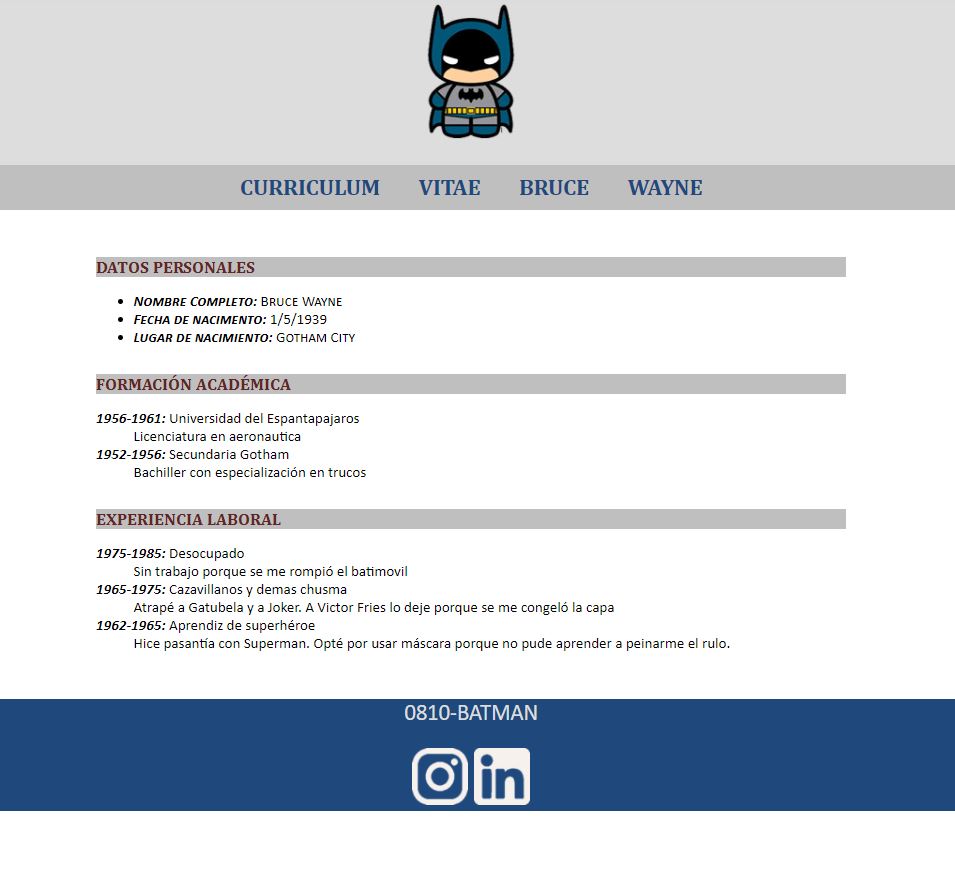 CURRICULUM VITAE BRUCE WAYNE
DATOS PERSONALES
Nombre Completo: Bruce Wayne
Fecha de nacimento: 1/5/1939
Lugar de nacimiento: Gotham City
FORMACIÓN ACADÉMICA
1956-1961: Universidad del Espantapajaros
Licenciatura en aeronautica
1952-1956: Secundaria Gotham
Bachiller con especialización en trucos
EXPERIENCIA LABORAL
1975-1985: Desocupado
Sin trabajo porque se me rompió el batimovil
1965-1975: Cazavillanos y demas chusma
Atrapé a Gatubela y a Joker. A Victor Fries lo deje porque se me congeló la capa
1962-1965: Aprendiz de superhéroe
Hice pasantía con Superman. Opté por usar máscara porque no pude aprender a peinarme el rulo.
0810-BATMAN
in